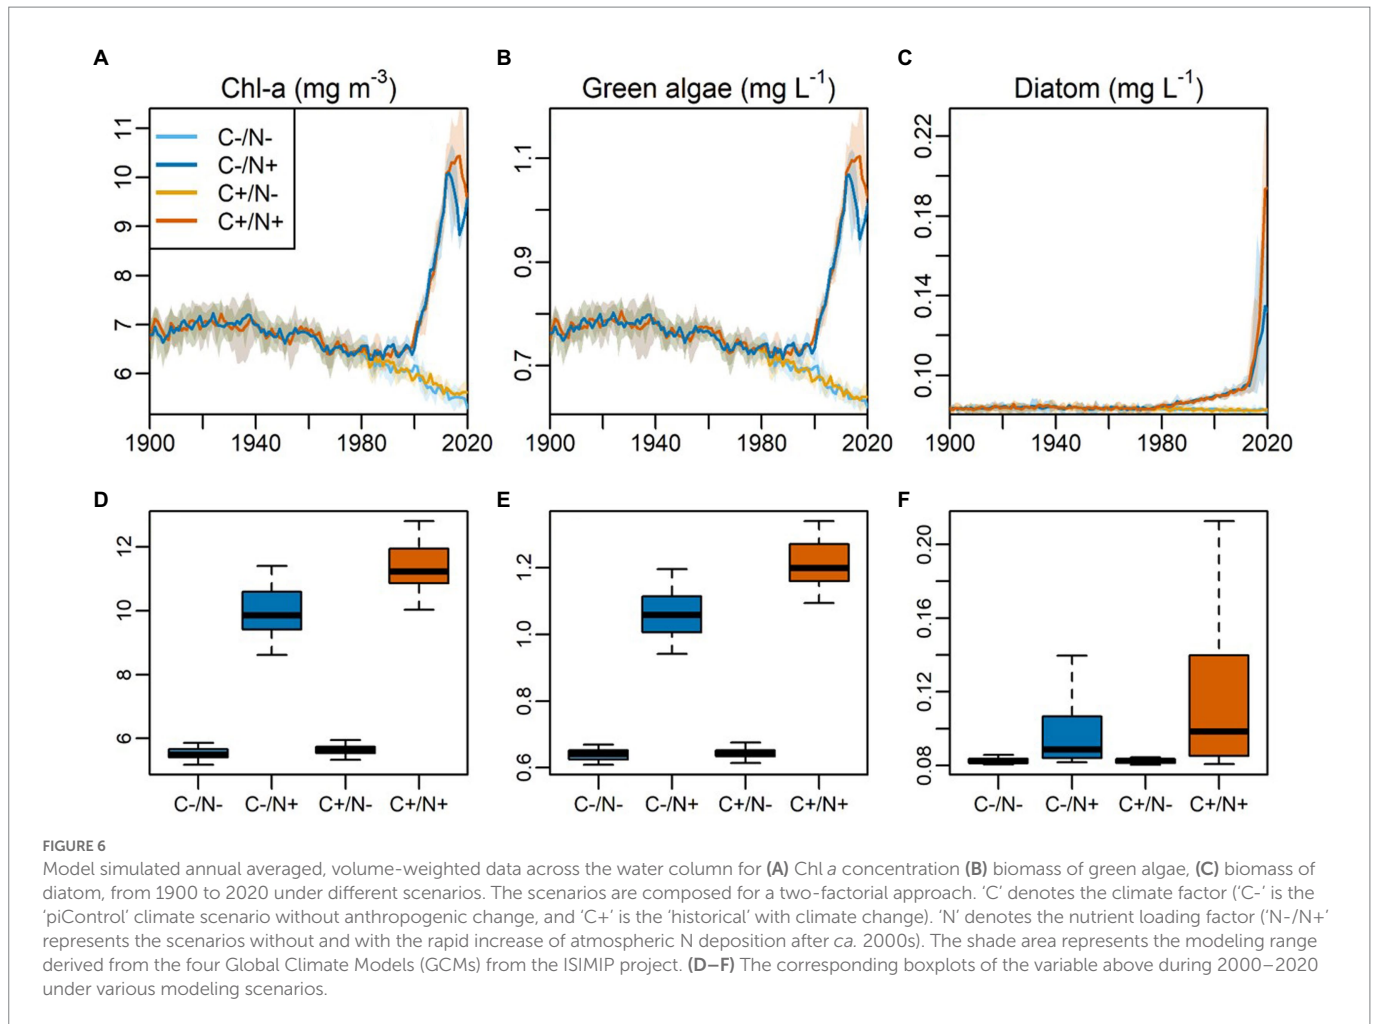 A
B
C
Chl-a (mg m-3)
Green algae (mg L-1)
Diatom (mg L-1)
C-/N-
C-/N+
C+/N-
C+/N+
11
10
9
8
7
6
1900
1940
1980
2020
1.1
0.9
0.7
1900
1940
1980
2020
0.22
0.18
0.14
0.10
1900
1940
1980
2020
D
E
F
12
10
8
6
C-/N- C-/N+ C+/N- C+/N+
1.2
1.0
0.8
0.6
C-/N- C-/N+ C+/N- C+/N+
0.20
0.16
0.12
0.08
C-/N- C-/N+ C+/N- C+/N+
FIGURE 6
Model simulated annual averaged, volume-weighted data across the water column for (A) Chl a concentration (B) biomass of green algae, (C) biomass of
diatom, from 1900 to 2020 under different scenarios. The scenarios are composed for a two-factorial approach. 'C' denotes the climate factor ('C-' is the
'piControl' climate scenario without anthropogenic change, and 'C+' is the 'historical' with climate change). 'N' denotes the nutrient loading factor ('N-/N+'
represents the scenarios without and with the rapid increase of atmospheric N deposition after ca. 2000s). The shade area represents the modeling range
derived from the four Global Climate Models (GCMs) from the ISIMIP project. (D–F) The corresponding boxplots of the variable above during 2000–2020
under various modeling scenarios.